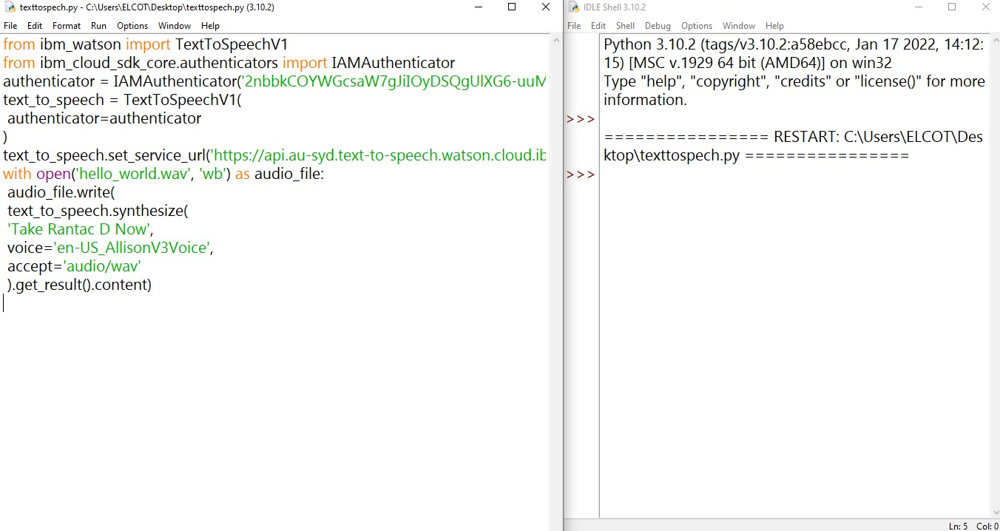 texttospech.py - C:\Users\ELCOT\Desktop\texttospech.py (3.10.2)
File Edit Format Run Options Window Help
from ibm_watson import TextToSpeechV1
from ibm_cloud_sdk_core.authenticators import IAMAuthenticator
authenticator = IAMAuthenticator('2nbbkCOYWGcsaW7gJiIOyDSQgUlXG6-uuM
text_to_speech = TextToSpeechV1(
authenticator=authenticator
)
text_to_speech.set_service_url('https://api.au-syd.text-to-speech.watson.cloud.ib
with open('hello_world.wav', 'wb') as audio_file:
audio_file.write(
text_to_speech.synthesize(
'Take Rantac D Now',
voice='en-US_AllisonV3Voice',
accept='audio/wav'
).get_result().content)
IDLE Shell 3.10.2
File Edit Shell Debug Options Window Help
Python 3.10.2 (tags/v3.10.2:a58ebcc, Jan 17 2022, 14:12:
15) [MSC v.1929 64 bit (AMD64)] on win32
Type "help", "copyright", "credits" or "license()" for more
information.
>>>
================ RESTART: C:\Users\ELCOT\Des
ktop\texttospech.py ================
>>>
Ln: 5 Col: 0